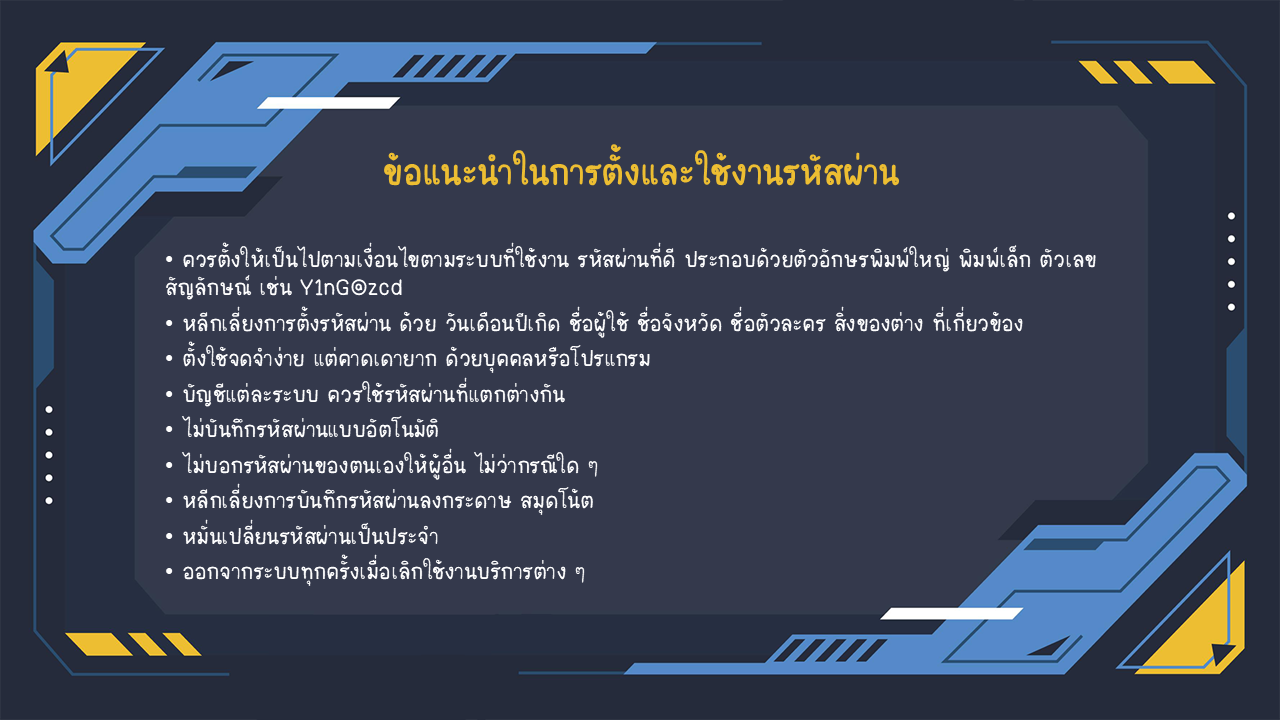 ข้อแนะนำในการตั้งและใช้งานรหัสผ่าน
• ควรตั้งให้เป็นไปตามเงื่อนไขตามระบบที่ใช้งาน รหัสผ่านที่ดี ประกอบด้วยตัวอักษรพิมพ์ใหญ่ พิมพ์เล็ก ตัวเลข
สัญลักษณ์ เช่น Y1nG@zcd
• หลีกเลี่ยงการตั้งรหัสผ่าน ด้วย วันเดือนปีเกิด ชื่อผู้ใช้ ชื่อจังหวัด ชื่อตัวละคร สิ่งของต่าง ที่เกี่ยวข้อง
• ตั้งใช้จดจำง่าย แต่คาดเดายาก ด้วยบุคคลหรือโปรแกรม
• บัญชีแต่ละระบบ ควรใช้รหัสผ่านที่แตกต่างกัน
• ไม่บันทึกรหัสผ่านแบบอัตโนมัติ
• ไม่บอกรหัสผ่านของตนเองให้ผู้อื่น ไม่ว่ากรณีใด ๆ
• หลีกเลี่ยงการบันทึกรหัสผ่านลงกระดาษ สมุดโน้ต
• หมั่นเปลี่ยนรหัสผ่านเป็นประจำ
• ออกจากระบบทุกครั้งเมื่อเลิกใช้งานบริการต่าง ๆ